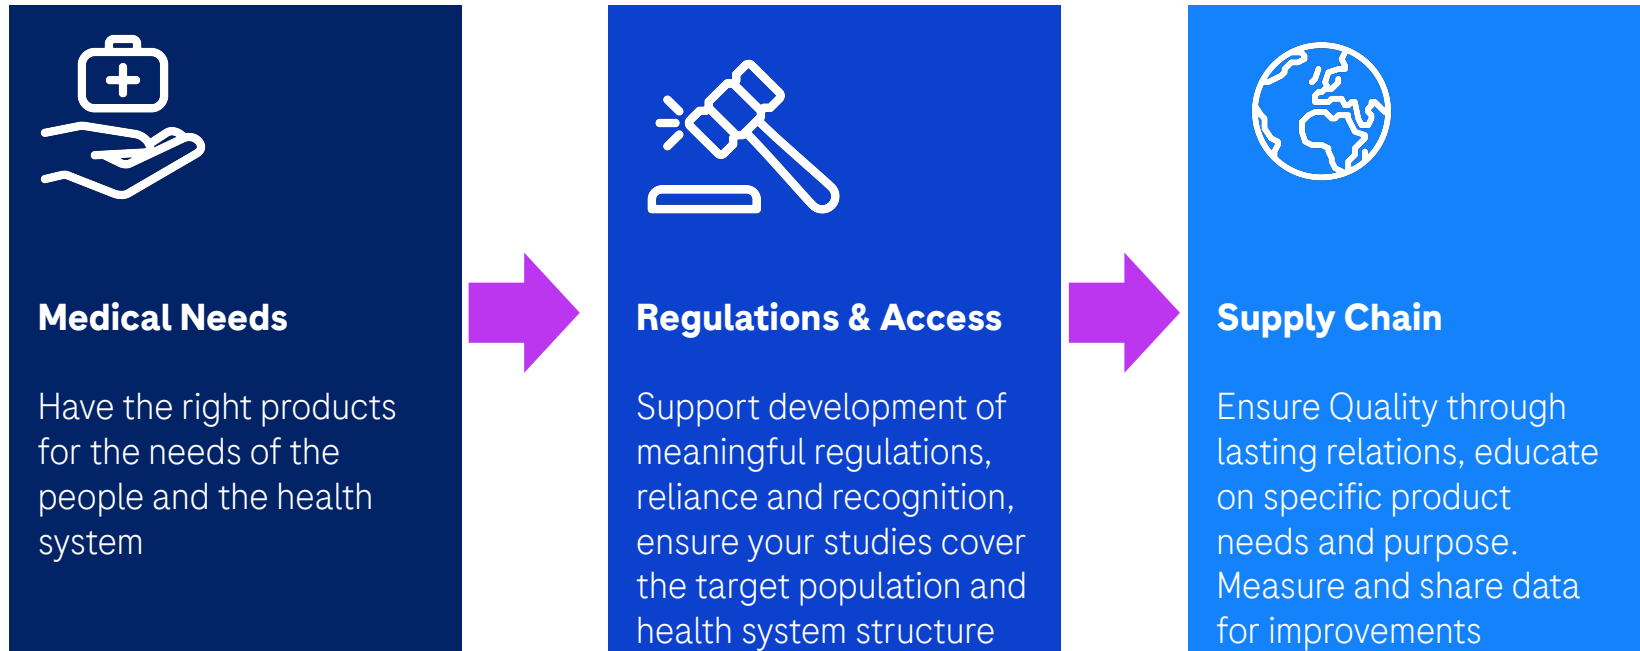 Medical Needs
Have the right products
for the needs of the
people and the health
system
Regulations & Access
Support development of
meaningful regulations,
reliance and recognition,
ensure your studies cover
the target population and
health system structure
Supply Chain
Ensure Quality through
lasting relations, educate
on specific product
needs and purpose.
Measure and share data
for improvements